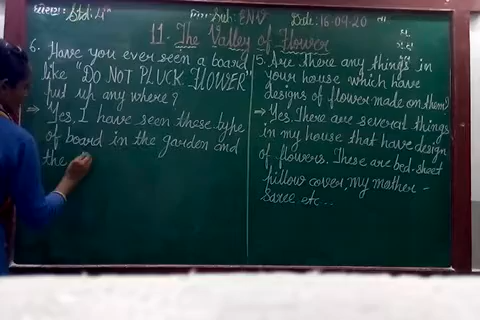 Std. 4 Sub: ENV Date: 16-09-20
11. The Valley of Flower
6. Have you ever seen a board
like "DO NOT PLUCK FLOWER"
put up any where?
⇒ Yes, I have seen these type
of board in the garden and
the
5. Are there any things in
your house which have
designs of flower made on them?
⇒ Yes. There are several things
in my house that have design
of flowers. These are bed-sheet
pillow cover, my mother -
saree etc...